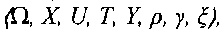 (Ω, X, U, T, Y, ρ, γ, ξ),